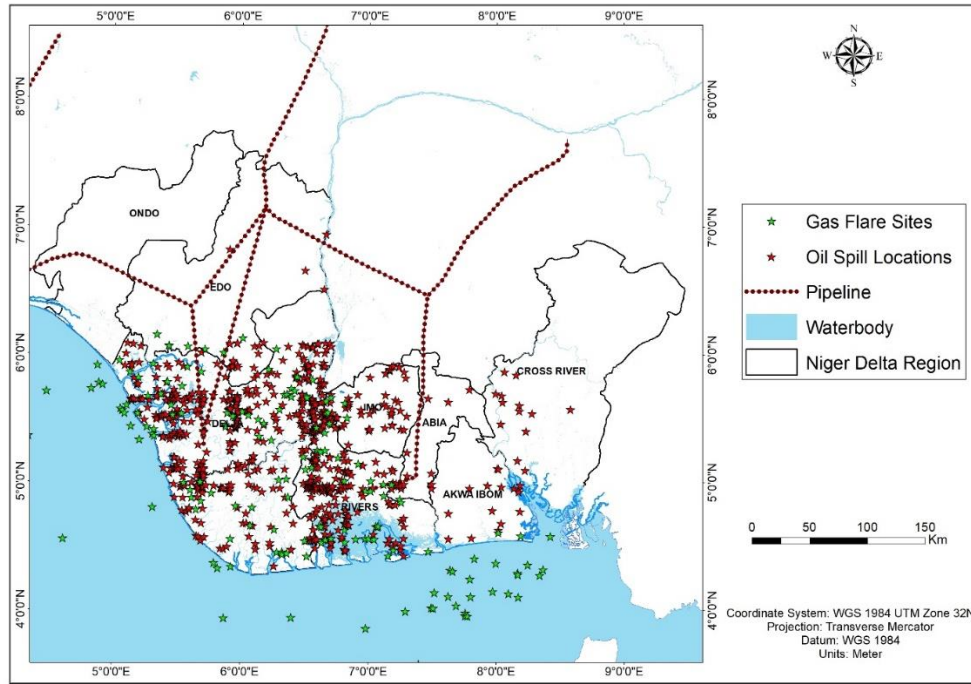 5°0'0"E 6°0'0"E 7°0'0"E 8°0'0"E 9°0'0"E
N
W E
S
8°0'0"N 8°0'0"N
7°0'0"N 7°0'0"N
6°0'0"N 6°0'0"N
5°0'0"N 5°0'0"N
4°0'0"N 4°0'0"N
ONDO
EDO
CROSS RIVER
IMO
ABIA
AKWA IBOM
RIVERS
Gas Flare Sites
Oil Spill Locations
Pipeline
Waterbody
Niger Delta Region
0 25 50 100 150
Km
Coordinate System: WGS 1984 UTM Zone 32N
Projection: Transverse Mercator
Datum: WGS 1984
Units: Meter
5°0'0"E 6°0'0"E 7°0'0"E 8°0'0"E 9°0'0"E